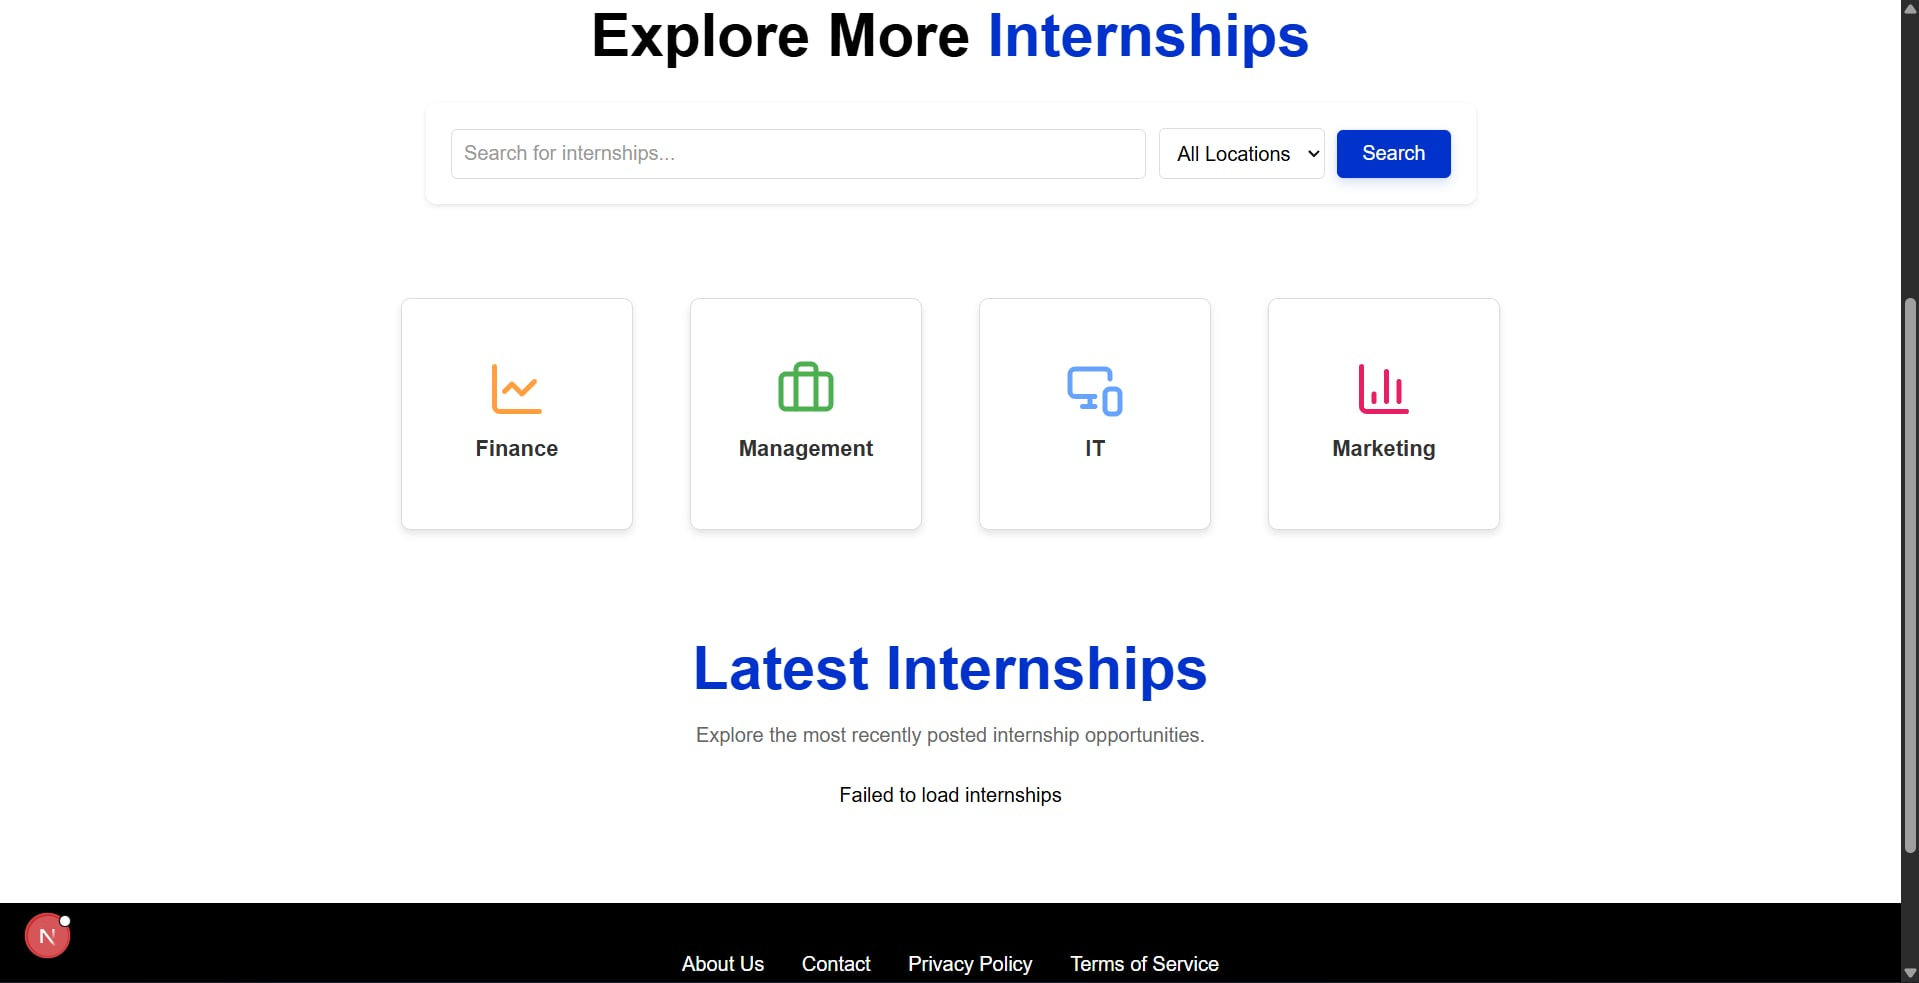 Explore More Internships
Search for internships...
All Locations
Search
Finance
Management
IT
Marketing
Latest Internships
Explore the most recently posted internship opportunities.
Failed to load internships
N
About Us
Contact
Privacy Policy
Terms of Service